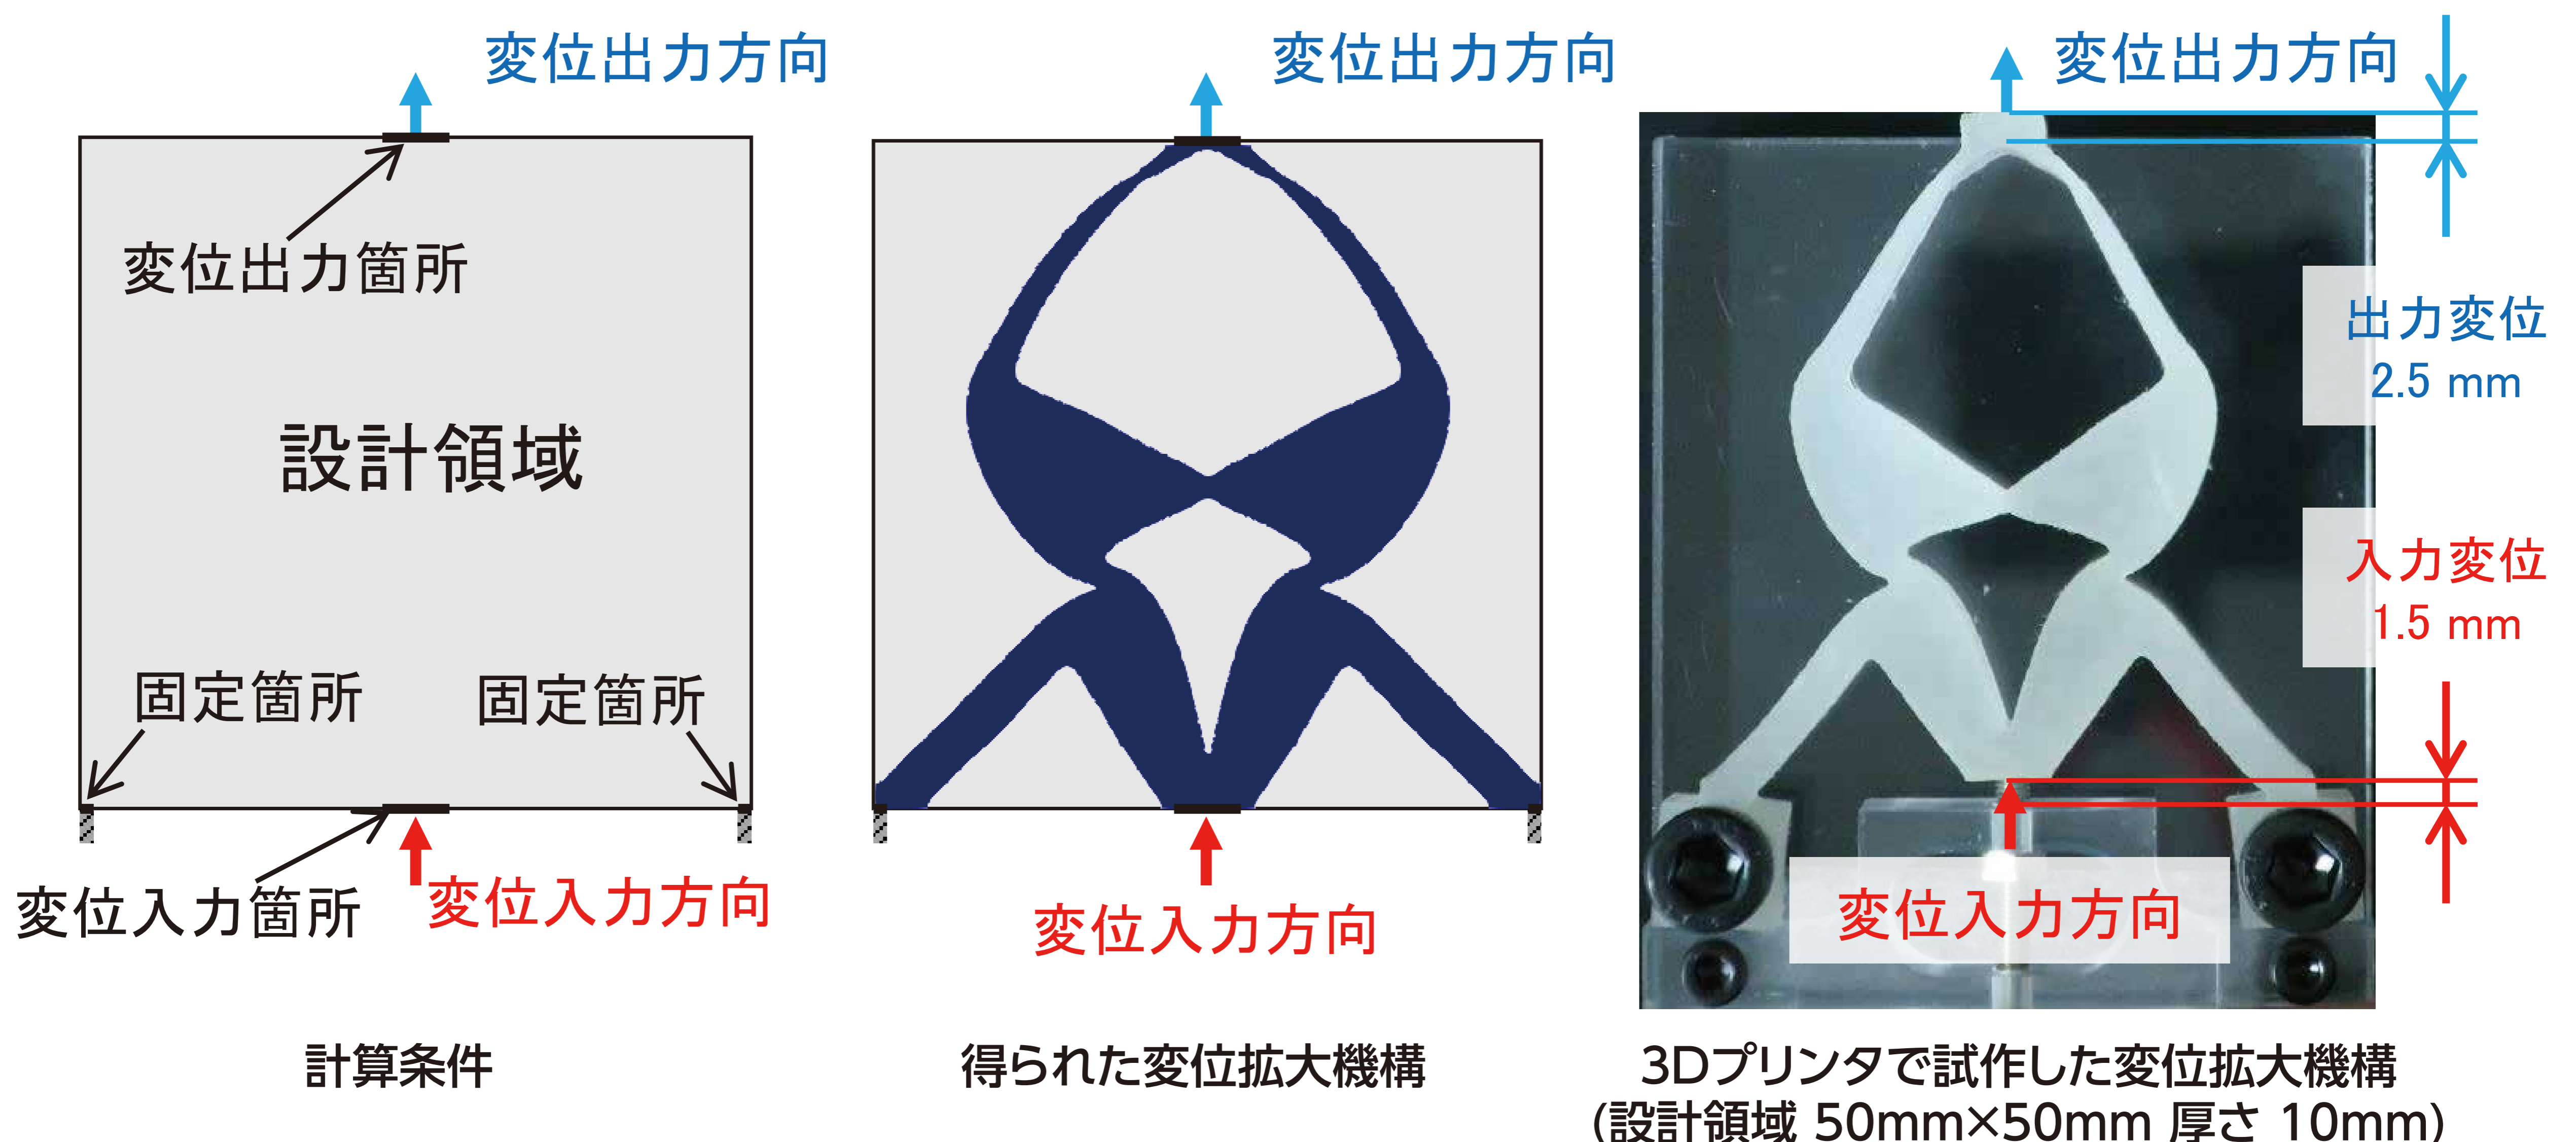 変位出力方向
変位出力箇所
設計領域
固定箇所
固定箇所
変位入力箇所
変位入力方向
計算条件
変位出力方向
変位入力方向
得られた変位拡大機構
変位出力方向
出力変位
2.5 mm
入力変位
1.5 mm
変位入力方向
3Dプリンタで試作した変位拡大機構
(設計領域 50mm×50mm 厚さ 10mm)